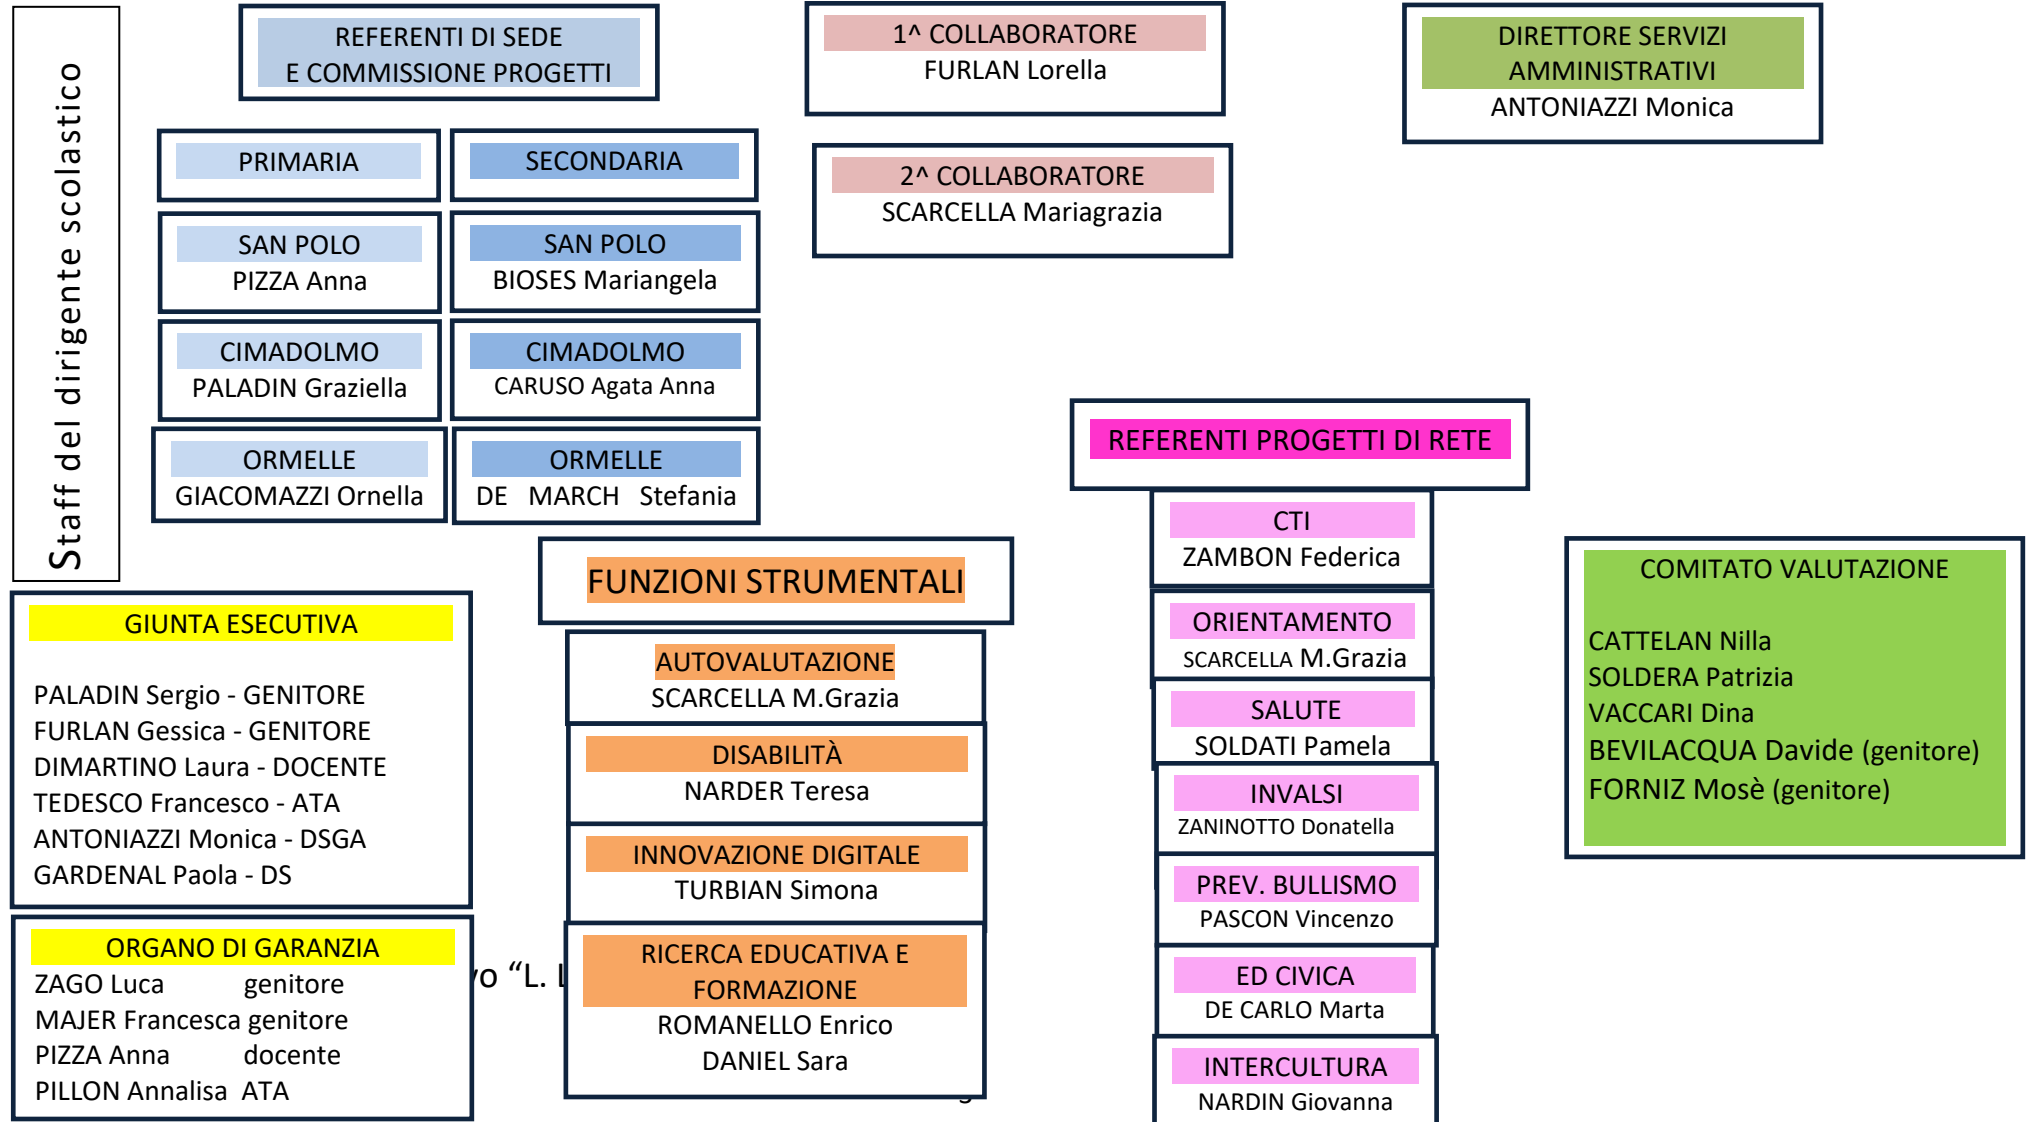 Staff del dirigente scolastico
REFERENTI DI SEDE
E COMMISSIONE PROGETTI
1^ COLLABORATORE
FURLAN Lorella
DIRETTORE SERVIZI
AMMINISTRATIVI
ANTONIAZZI Monica
PRIMARIA
SECONDARIA
2^ COLLABORATORE
SCARCELLA Mariagrazia
SAN POLO
PIZZA Anna
SAN POLO
BIOSES Mariangela
CIMADOLMO
PALADIN Graziella
CIMADOLMO
CARUSO Agata Anna
ORMELLE
GIACOMAZZI Ornella
ORMELLE
DE MARCH Stefania
REFERENTI PROGETTI DI RETE
CTI
ZAMBON Federica
ORIENTAMENTO
SCARCELLA M.Grazia
SALUTE
SOLDATI Pamela
INVALSI
ZANINOTTO Donatella
PREV. BULLISMO
PASCON Vincenzo
ED CIVICA
DE CARLO Marta
INTERCULTURA
NARDIN Giovanna
FUNZIONI STRUMENTALI
AUTOVALUTAZIONE
SCARCELLA M.Grazia
DISABILITÀ
NARDER Teresa
INNOVAZIONE DIGITALE
TURBIAN Simona
RICERCA EDUCATIVA E
FORMAZIONE
ROMANELLO Enrico
DANIEL Sara
COMITATO VALUTAZIONE
CATTELAN Nilla
SOLDERA Patrizia
VACCARI Dina
BEVILACQUA Davide (genitore)
FORNIZ Mosè (genitore)
GIUNTA ESECUTIVA
PALADIN Sergio - GENITORE
FURLAN Gessica - GENITORE
DIMARTINO Laura - DOCENTE
TEDESCO Francesco - ATA
ANTONIAZZI Monica - DSGA
GARDENAL Paola - DS
ORGANO DI GARANZIA
ZAGO Luca genitore
MAJER Francesca genitore
PIZZA Anna docente
PILLON Annalisa ATA
"L.